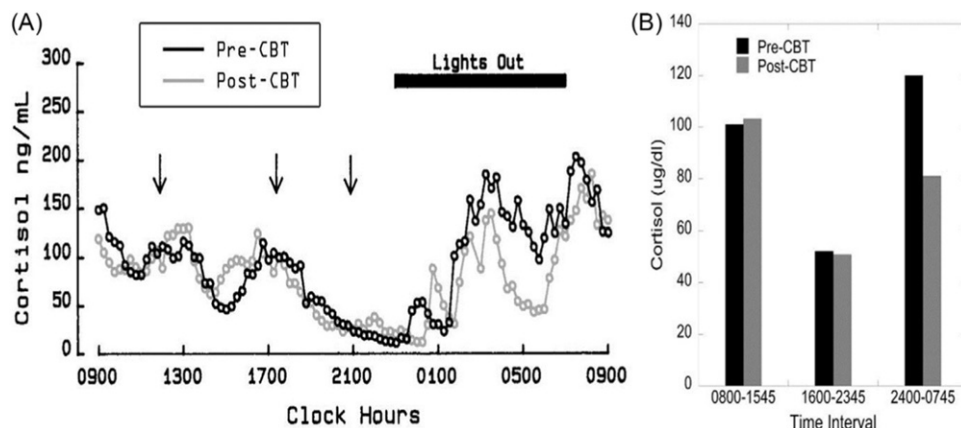 (A)
Pre-CBT
Post-CBT
Lights Out
Cortisol ng/mL
300
250
200
150
100
50
0
0900 1300 1700 2100 0100 0500 0900
Clock Hours
(B)
Pre-CBT
Post-CBT
Cortisol (ug/dl)
140
120
100
80
60
40
20
0
0800-1545 1600-2345 2400-0745
Time Interval